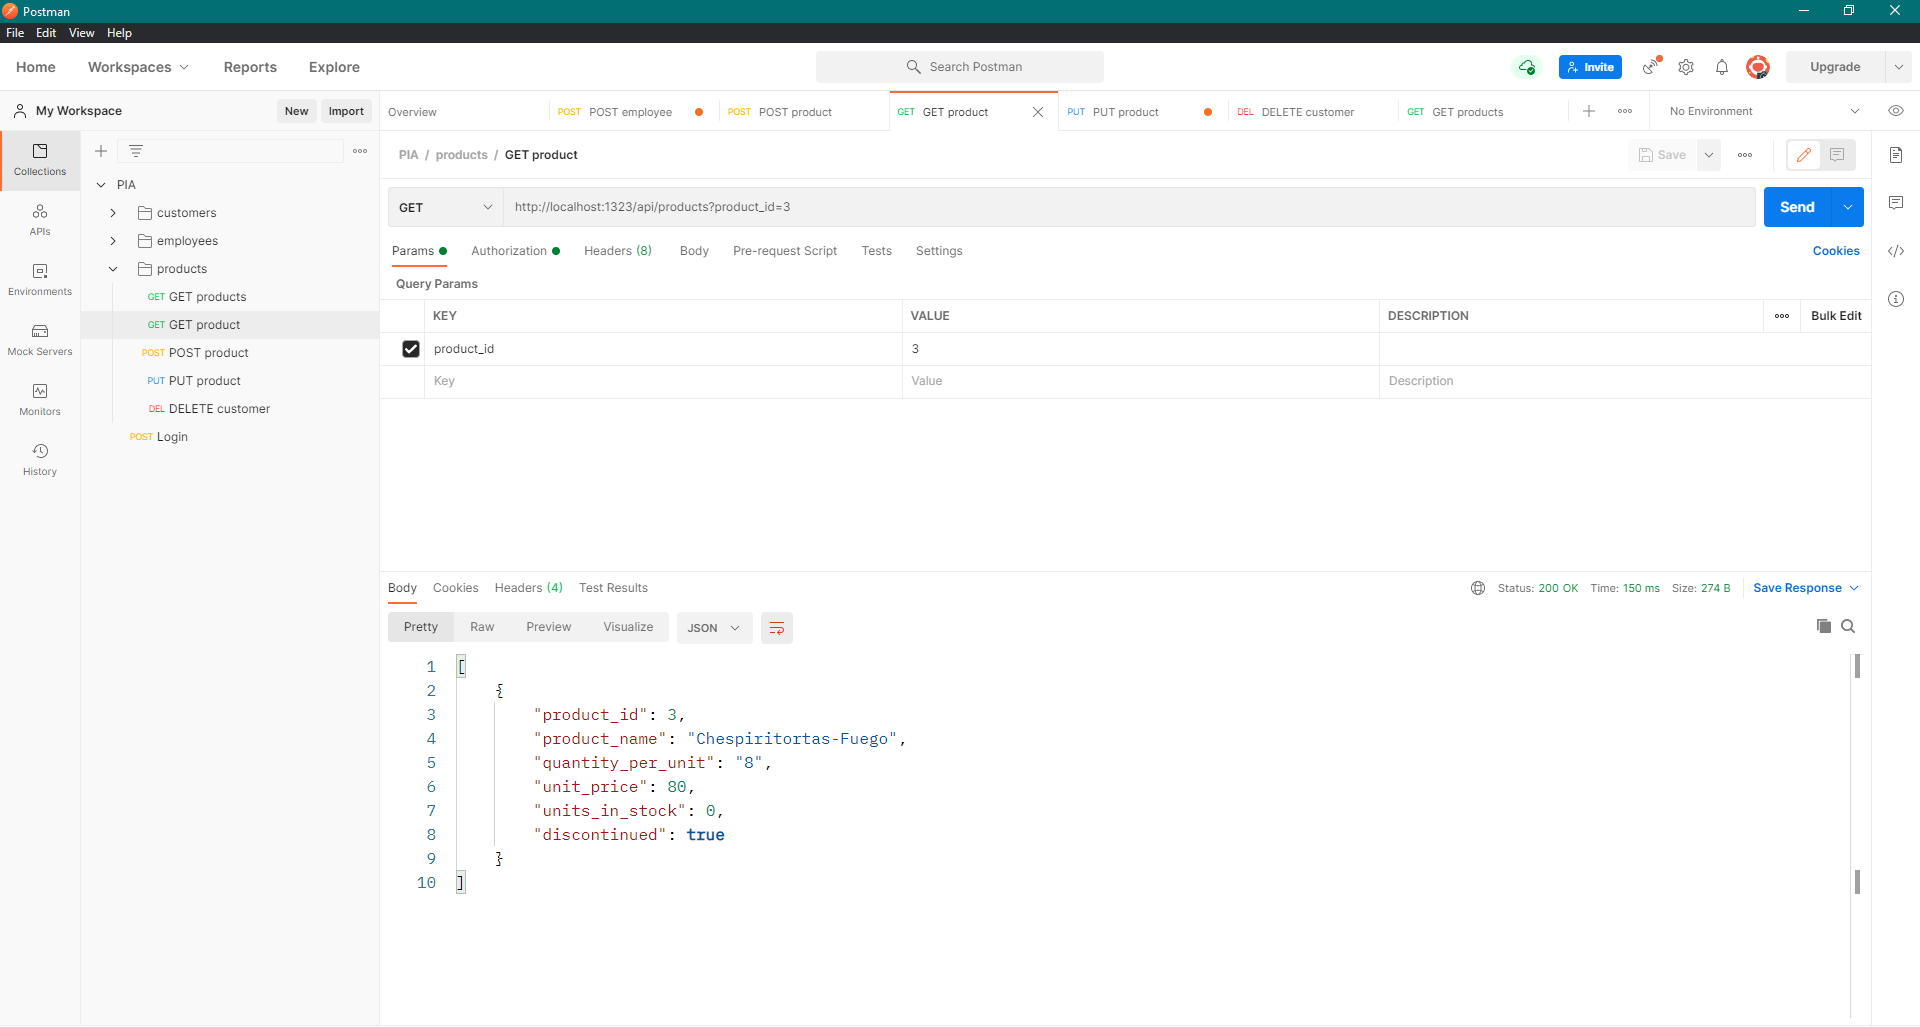 Postman
File Edit View Help
Home Workspaces Reports Explore Search Postman Invite Upgrade
My Workspace New Import Overview POST POST employee POST POST product GET GET product PUT PUT product DEL DELETE customer GET GET products No Environment
Collections
APIs
Environments
Mock Servers
Monitors
History
PIA
customers
employees
products
GET GET products
GET GET product
POST POST product
PUT PUT product
DEL DELETE customer
POST Login
PIA / products / GET product Save
GET http://localhost:1323/api/products?product_id=3 Send
Params Authorization Headers (8) Body Pre-request Script Tests Settings Cookies
Query Params
KEY VALUE DESCRIPTION Bulk Edit
product_id 3
Key Value Description
Body Cookies Headers (4) Test Results Status: 200 OK Time: 150 ms Size: 274 B Save Response
Pretty Raw Preview Visualize JSON
1 [
2 {
3 "product_id": 3,
4 "product_name": "Chespiritortas-Fuego",
5 "quantity_per_unit": "8",
6 "unit_price": 80,
7 "units_in_stock": 0,
8 "discontinued": true
9 }
10 ]